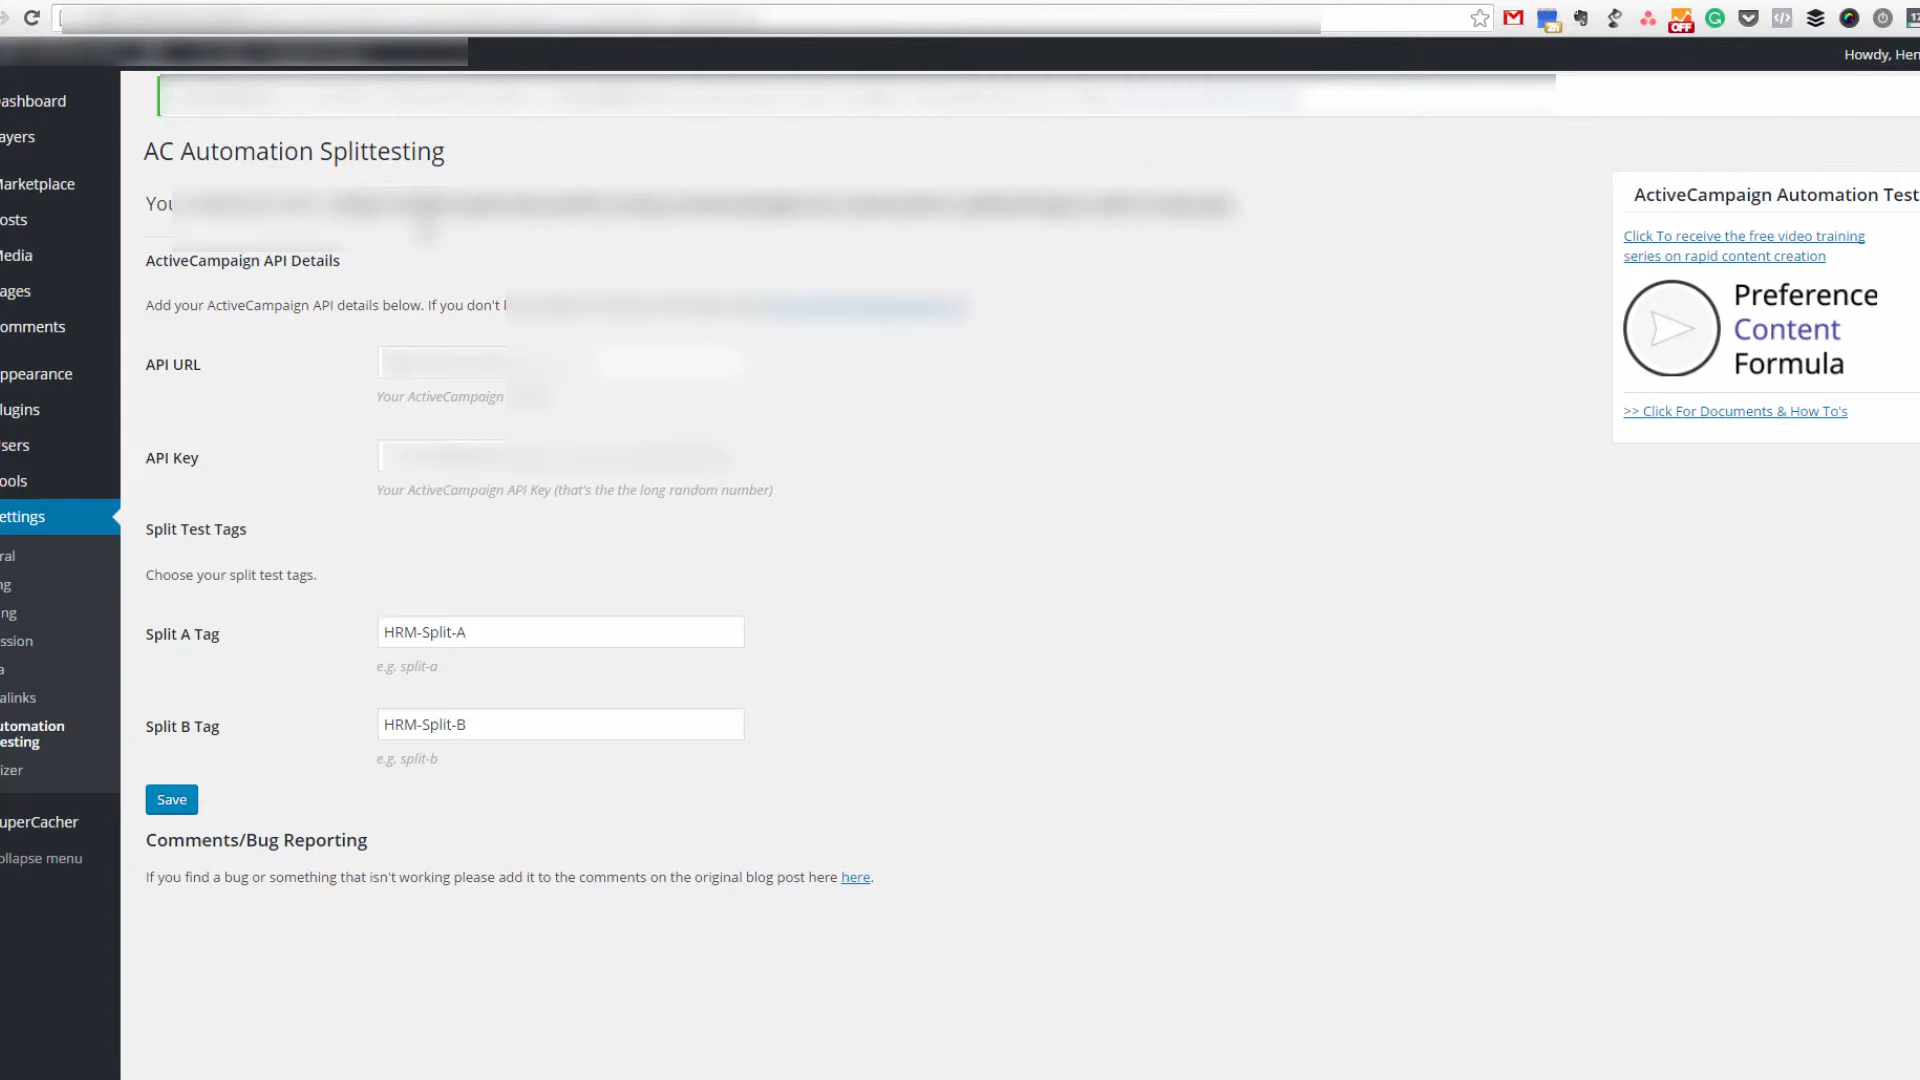 Howdy, Hen
ashboard
ayers
arketplace
osts
edia
ages
omments
ppearance
lugins
sers
ools
ettings
ral
ng
ing
ssion
a
alinks
utomation
esting
izer
uperCacher
ollapse menu
AC Automation Splittesting
You
ActiveCampaign API Details
Add your ActiveCampaign API details below. If you don't
API URL
Your ActiveCampaign
API Key
Your ActiveCampaign API Key (that's the the long random number)
Split Test Tags
Choose your split test tags.
Split A Tag
HRM-Split-A
e.g. split-a
Split B Tag
HRM-Split-B
e.g. split-b
Save
Comments/Bug Reporting
If you find a bug or something that isn't working please add it to the comments on the original blog post here here.
ActiveCampaign Automation Test
Click To receive the free video training
series on rapid content creation
Preference
Content
Formula
>> Click For Documents & How To's
OFF